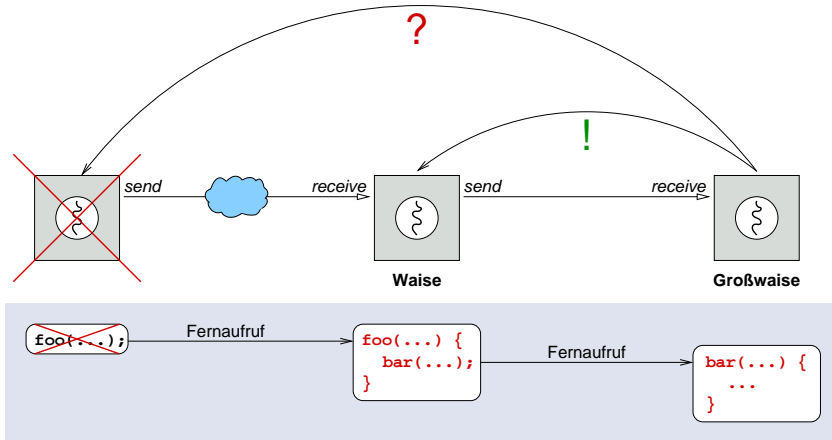 ?
!
send
receive
send
receive
Waise
Großwaise
foo(...);
Fernaufruf
foo(...) {
bar(...);
}
Fernaufruf
bar(...) {
...
}